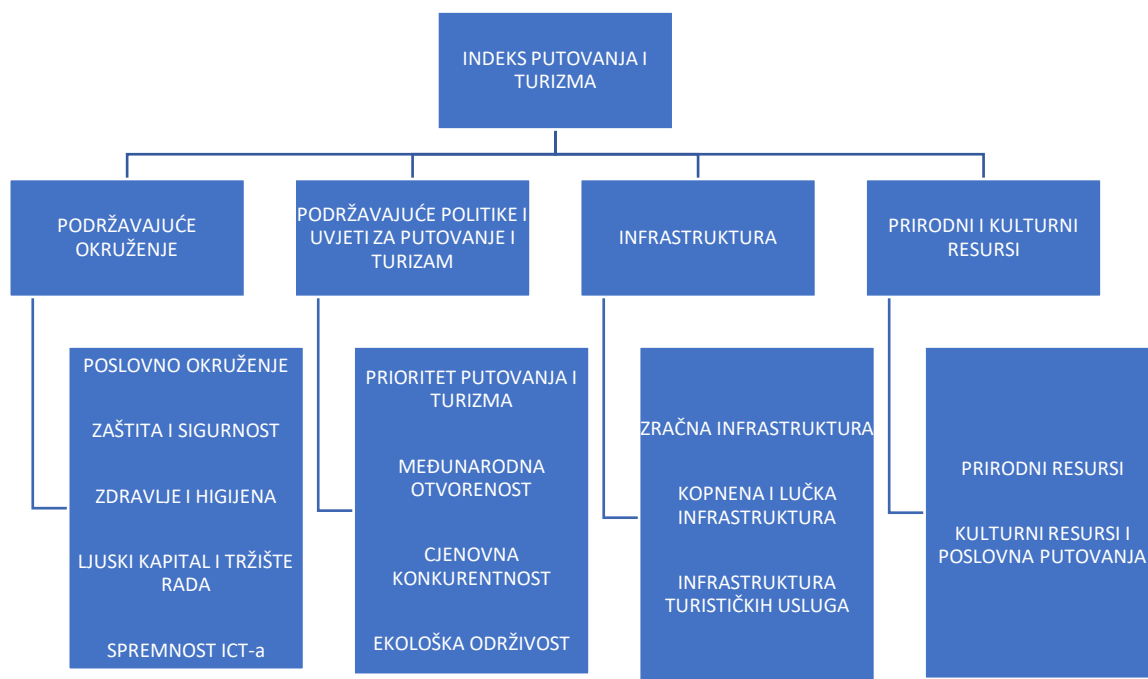 INDEKS PUTOVANJA I
TURIZMA
PODRŽAVAJUĆE
OKRUŽENJE
PODRŽAVAJUĆE POLITIKE I
UVJETI ZA PUTOVANJE I
TURIZAM
INFRASTRUKTURA
PRIRODNI I KULTURNI
RESURSI
POSLOVNO OKRUŽENJE
ZAŠTITA I SIGURNOST
ZDRAVLJE I HIGIJENA
LJUSKI KAPITAL I TRŽIŠTE
RADA
SPREMNOST ICT-a
PRIORITET PUTOVANJA I
TURIZMA
MEĐUNARODNA
OTVORENOST
CJENOVNA
KONKURENTNOST
EKOLOŠKA ODRŽIVOST
ZRAČNA INFRASTRUKTURA
KOPNENA I LUČKA
INFRASTRUKTURA
INFRASTRUKTURA
TURISTIČKIH USLUGA
PRIRODNI RESURSI
KULTURNI RESURSI I
POSLOVNA PUTOVANJA